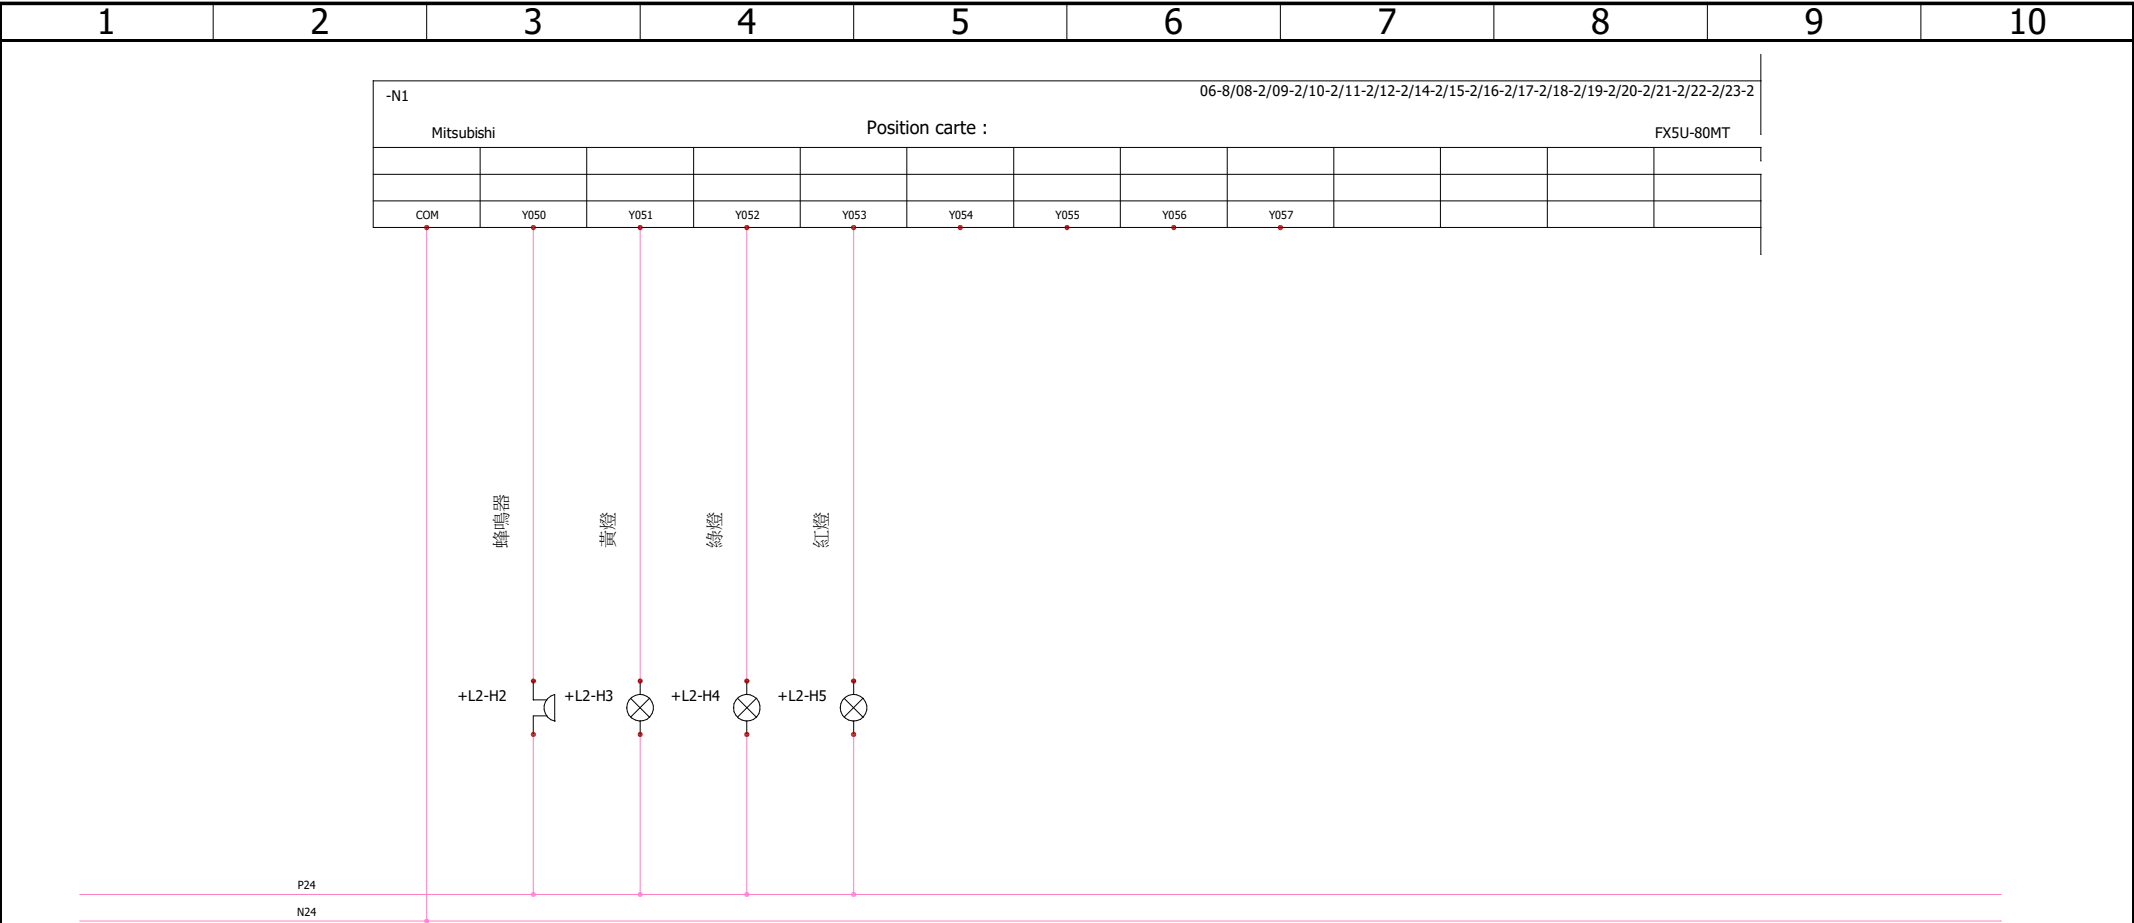 1 2 3 4 5 6 7 8 9 10
-N1 06-8/08-2/09-2/10-2/11-2/12-2/14-2/15-2/16-2/17-2/18-2/19-2/20-2/21-2/22-2/23-2
Mitsubishi Position carte : FX5U-80MT
COM Y050 Y051 Y052 Y053 Y054 Y055 Y056 Y057
蜂鳴器
黃燈
綠燈
紅燈
+L2-H2 +L2-H3 +L2-H4 +L2-H5
P24
N24